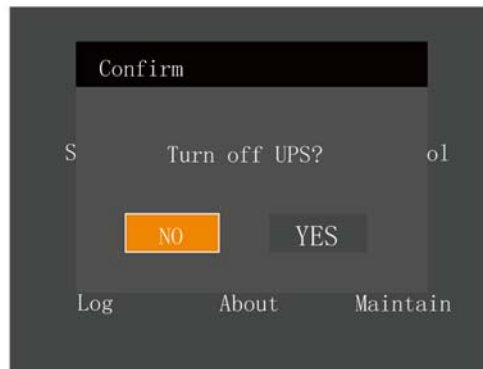 Confirm
S Turn off UPS? ol
NO YES
Log About Maintain